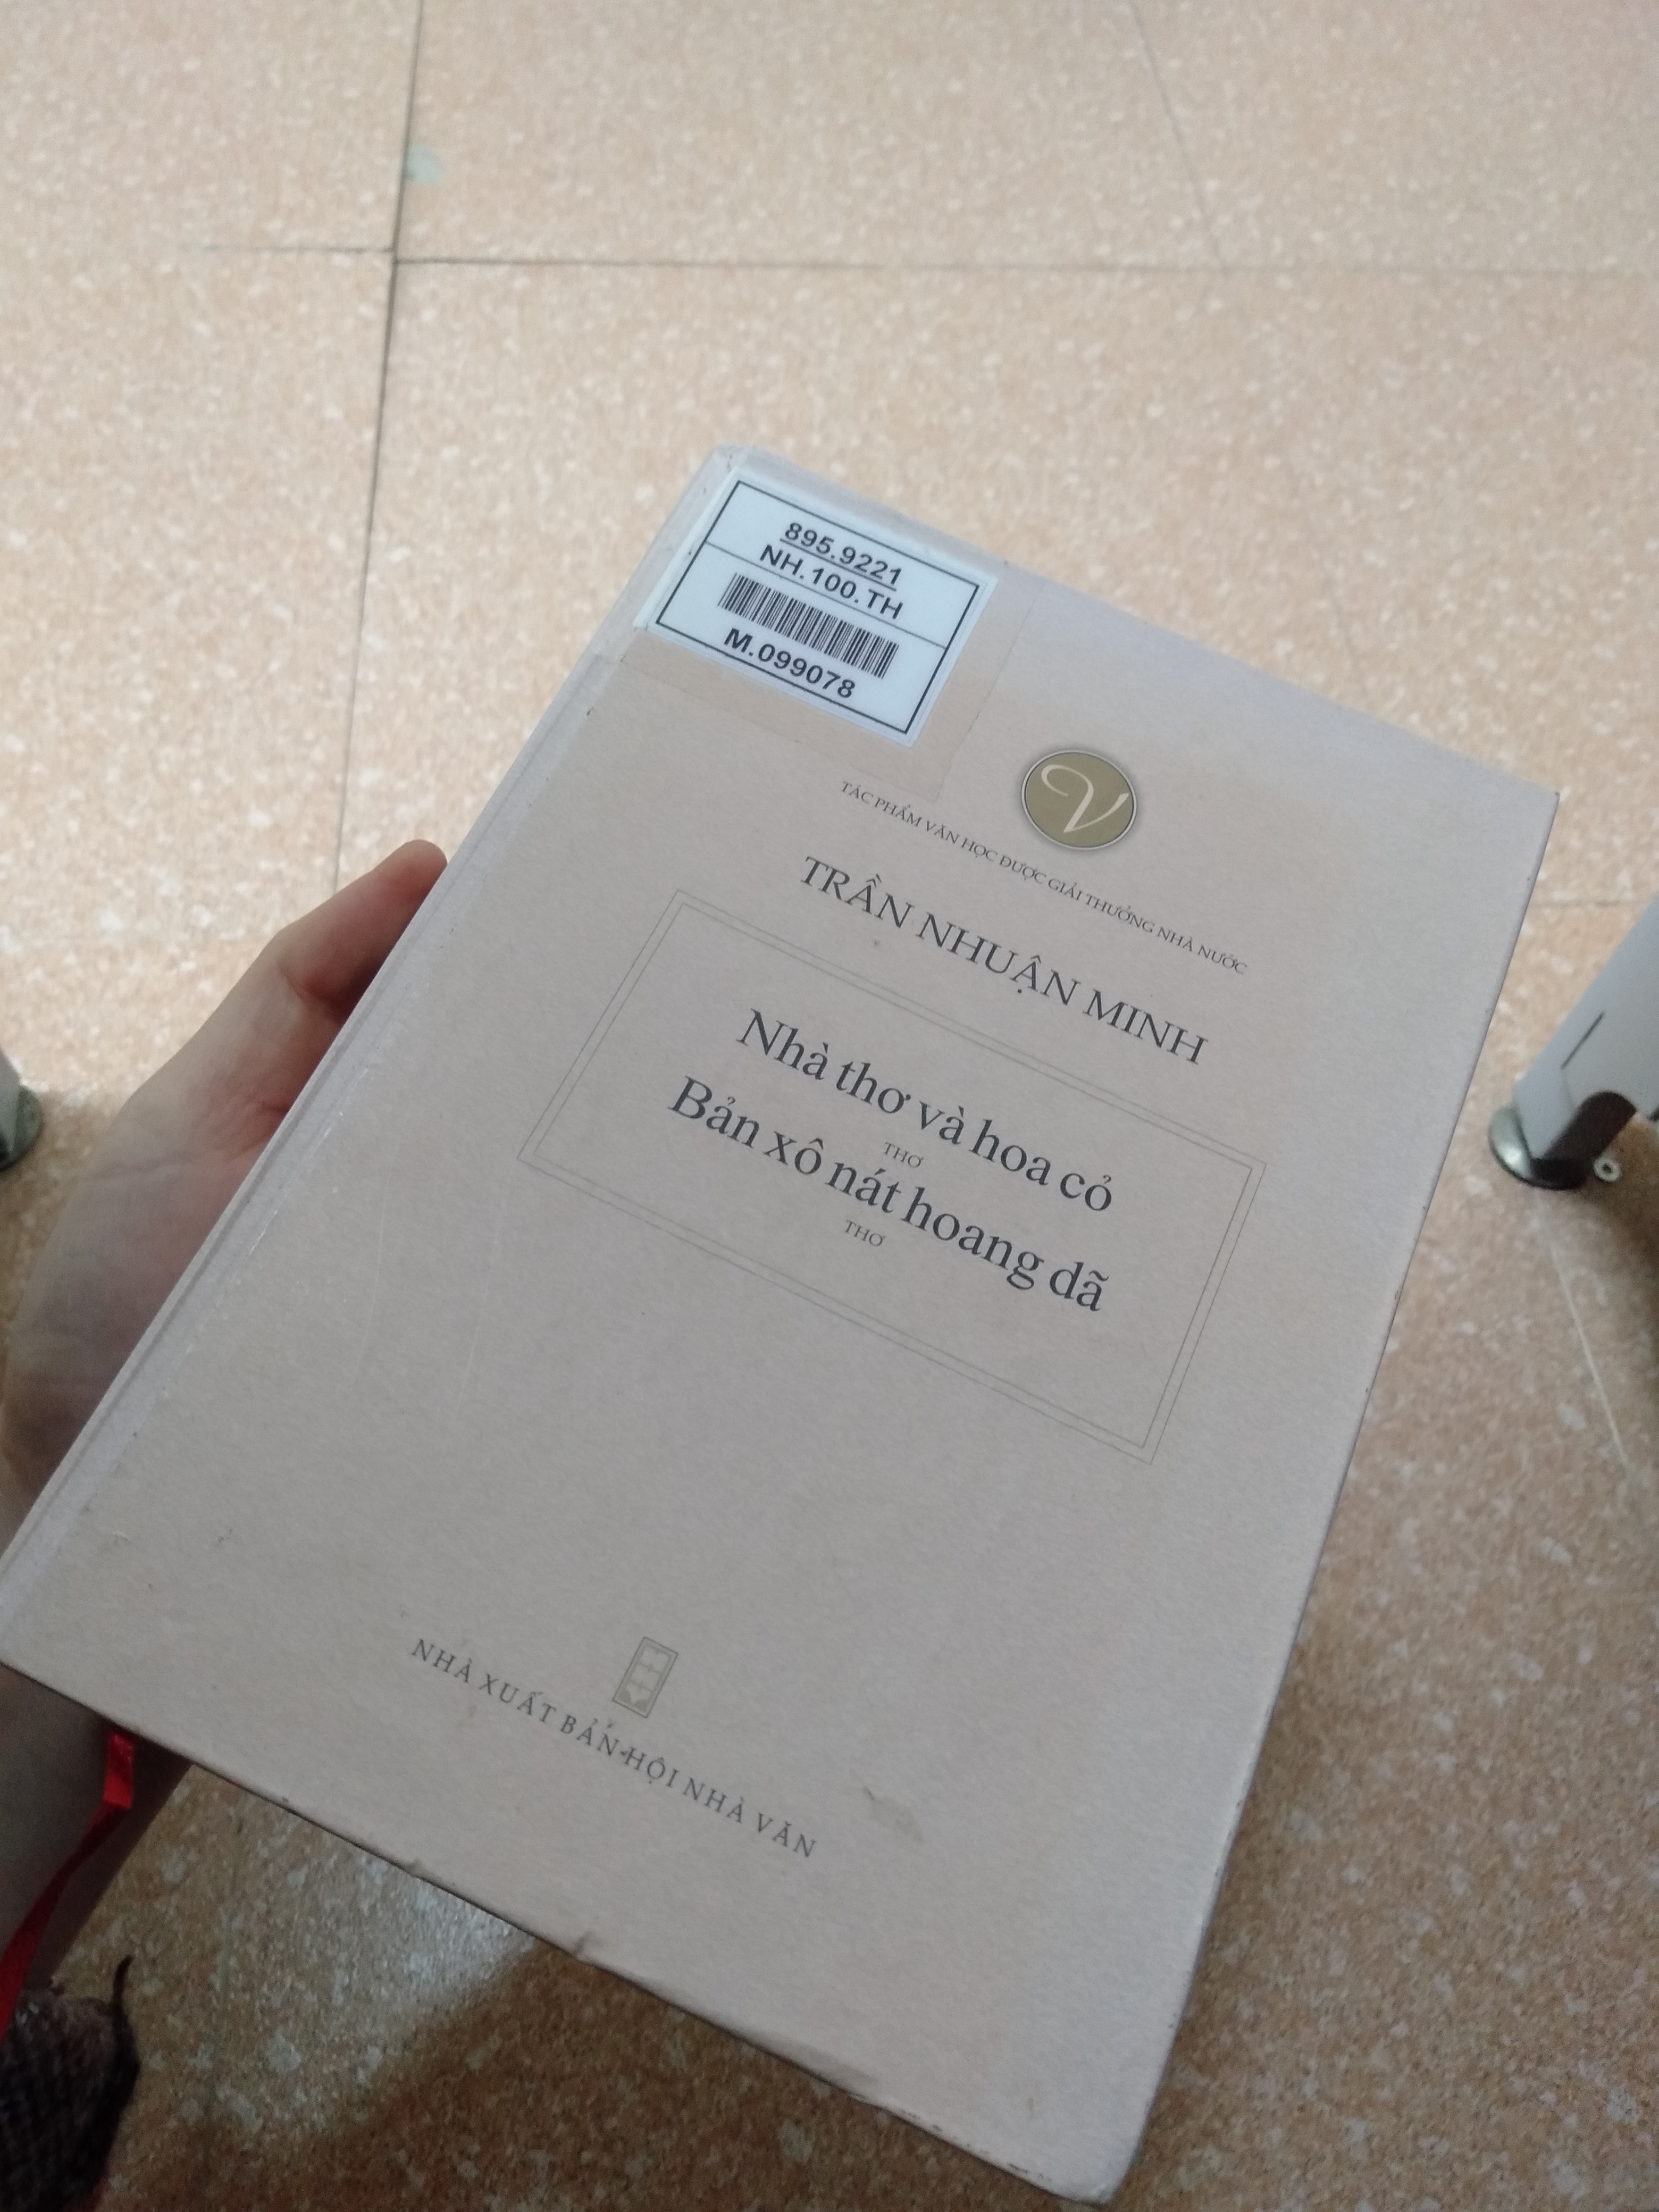 895.9221
NH.100.TH
M.099078
V
TÁC PHẨM VĂN HỌC ĐƯỢC GIẢI THƯỞNG NHÀ NƯỚC
TRẦN NHUẬN MINH
Nhà thơ và hoa cỏ
THƠ
Bản xô nát hoang dã
THƠ
NHÀ XUẤT BẢN HỘI NHÀ VĂN